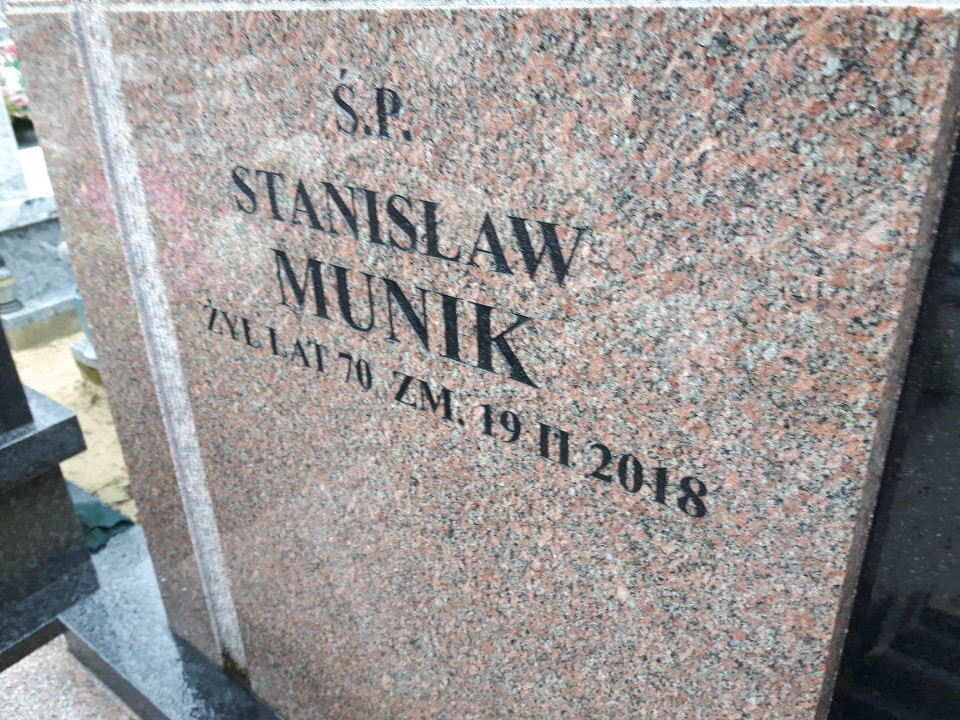 Ś.P.
STANISŁAW
MUNIK
ŻYŁ LAT 70 ZM. 19 II 2018